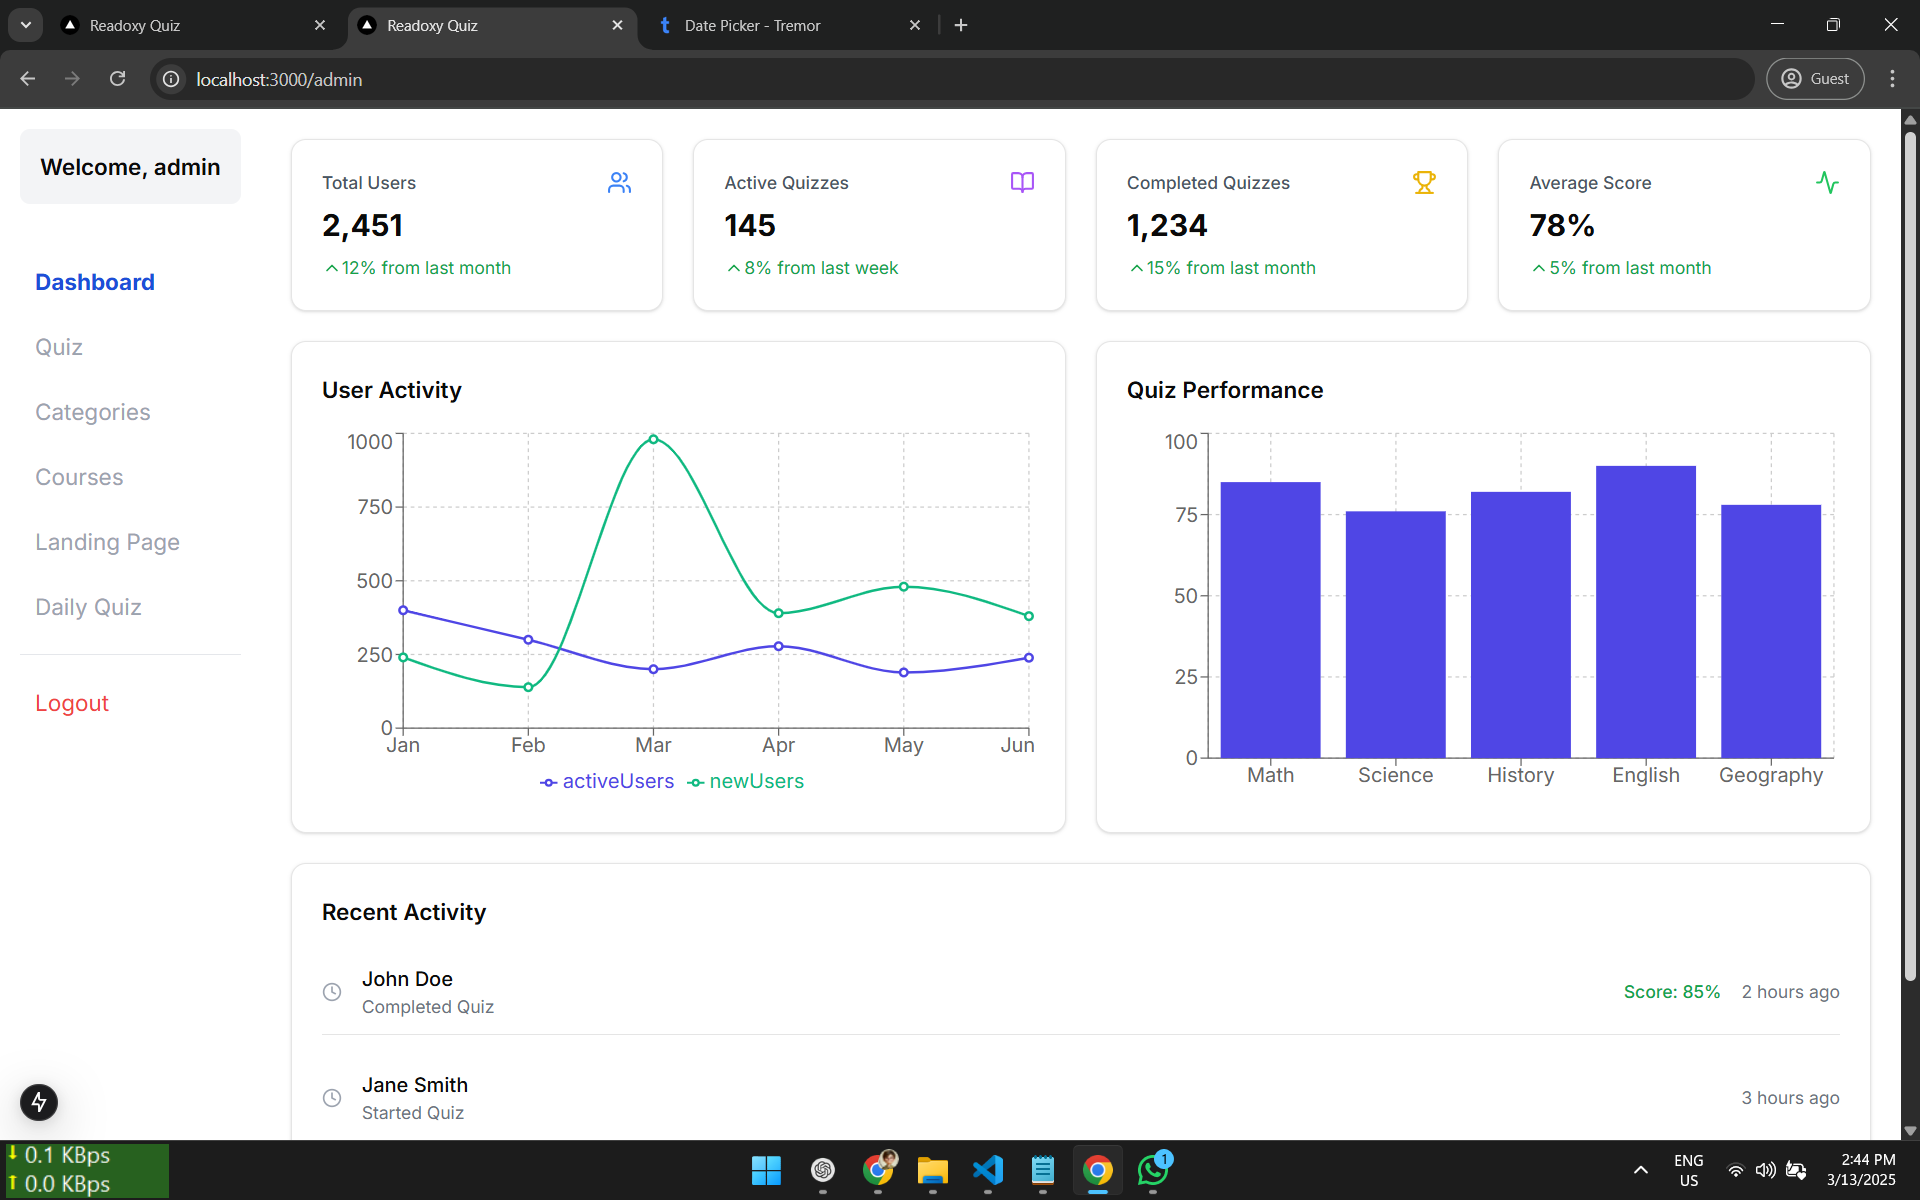 Readoxy Quiz
Readoxy Quiz
Date Picker - Tremor
localhost:3000/admin
Guest
Welcome, admin
Dashboard
Quiz
Categories
Courses
Landing Page
Daily Quiz
Logout
Total Users
2,451
12% from last month
Active Quizzes
145
8% from last week
Completed Quizzes
1,234
15% from last month
Average Score
78%
5% from last month
User Activity
1000
750
500
250
0
Jan Feb Mar Apr May Jun
activeUsers newUsers
Quiz Performance
100
75
50
25
0
Math Science History English Geography
Recent Activity
John Doe
Completed Quiz
Score: 85% 2 hours ago
Jane Smith
Started Quiz
3 hours ago
0.1 KBps
0.0 KBps
1
ENG
US
2:44 PM
3/13/2025